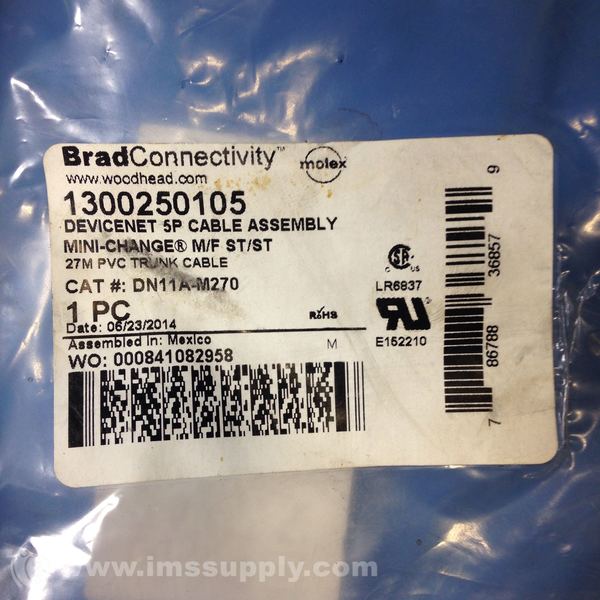 BradConnectivity™ molex
www.woodhead.com
1300250105
DEVICENET 5P CABLE ASSEMBLY
MINI-CHANGE® M/F ST/ST
27M PVC TRUNK CABLE
CAT #: DN11A-M270
1 PC
RoHS
Date: 06/23/2014
Assembled In: Mexico
M
WO: 000841082958
C US
LR6837
E152210
7 86788 36857 9
©www.imssupply.com